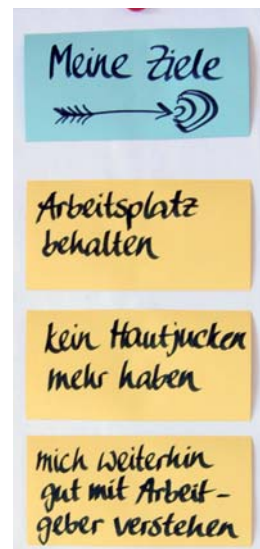 Meine Ziele
Arbeitsplatz
behalten
kein Hautjucken
mehr haben
mich weiterhin
gut mit Arbeit-
geber verstehen